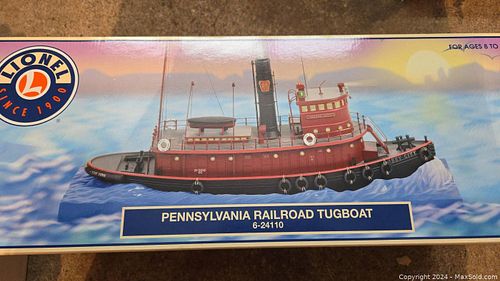 LIONEL
SINCE 1900
FOR AGES 8 TO
PENNSYLVANIA RAILROAD TUGBOAT
6-24110
Copyright © 2024 - MaxSold.com